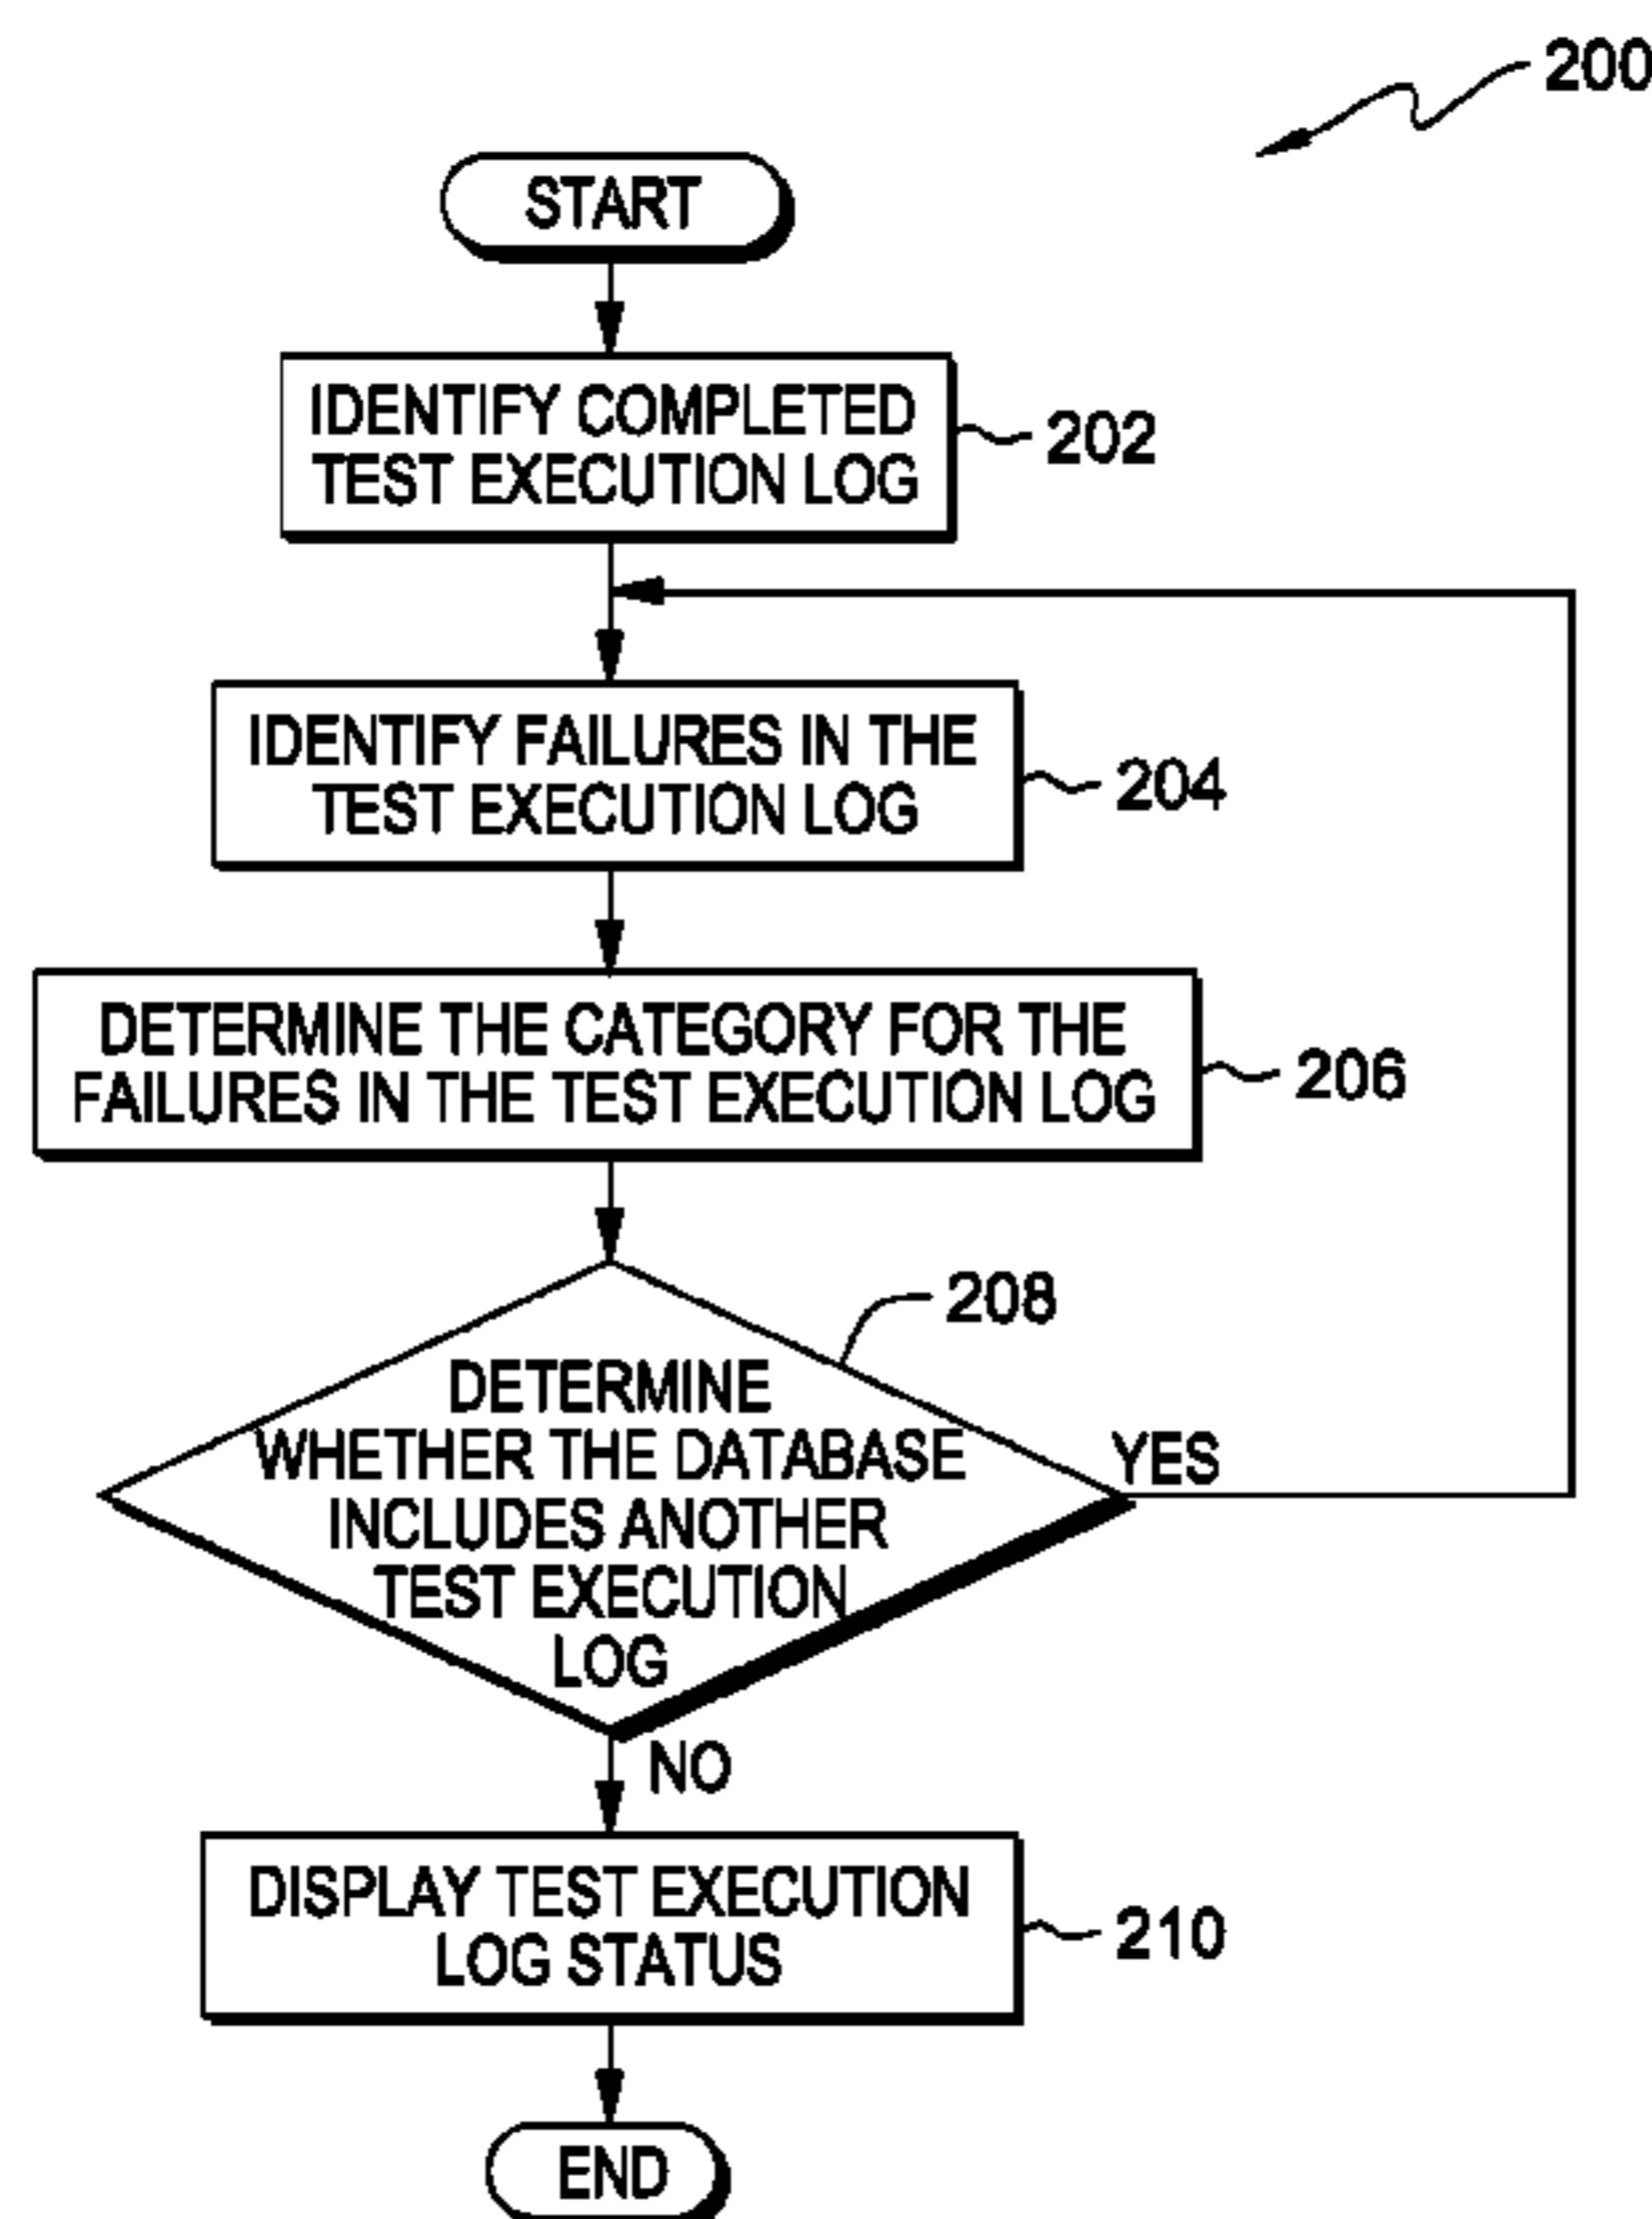 200
START
IDENTIFY COMPLETED
TEST EXECUTION LOG
202
IDENTIFY FAILURES IN THE
TEST EXECUTION LOG
204
DETERMINE THE CATEGORY FOR THE
FAILURES IN THE TEST EXECUTION LOG
206
208
DETERMINE
WHETHER THE DATABASE
INCLUDES ANOTHER
TEST EXECUTION
LOG
YES
NO
DISPLAY TEST EXECUTION
LOG STATUS
210
END